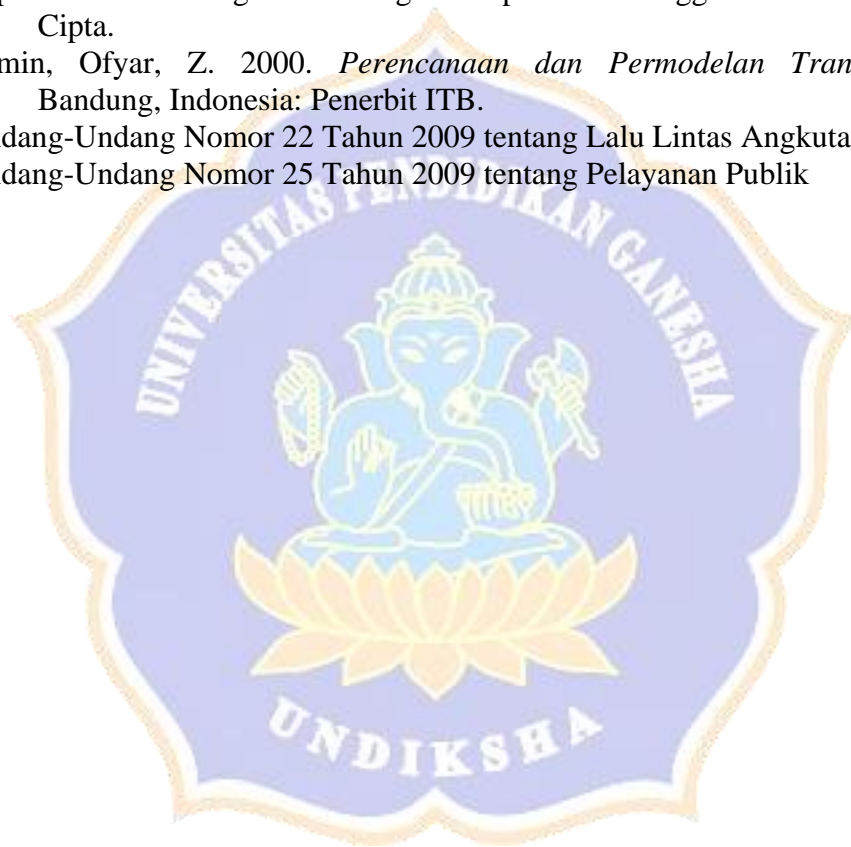 Cipta.
min, Ofyar, Z. 2000. Perencanaan dan Permodelan Tran
Bandung, Indonesia: Penerbit ITB.
dang-Undang Nomor 22 Tahun 2009 tentang Lalu Lintas Angkuta
dang-Undang Nomor 25 Tahun 2009 tentang Pelayanan Publik
UNIVERSITAS PENDIDIKAN GANESHA
UNDIKSHA